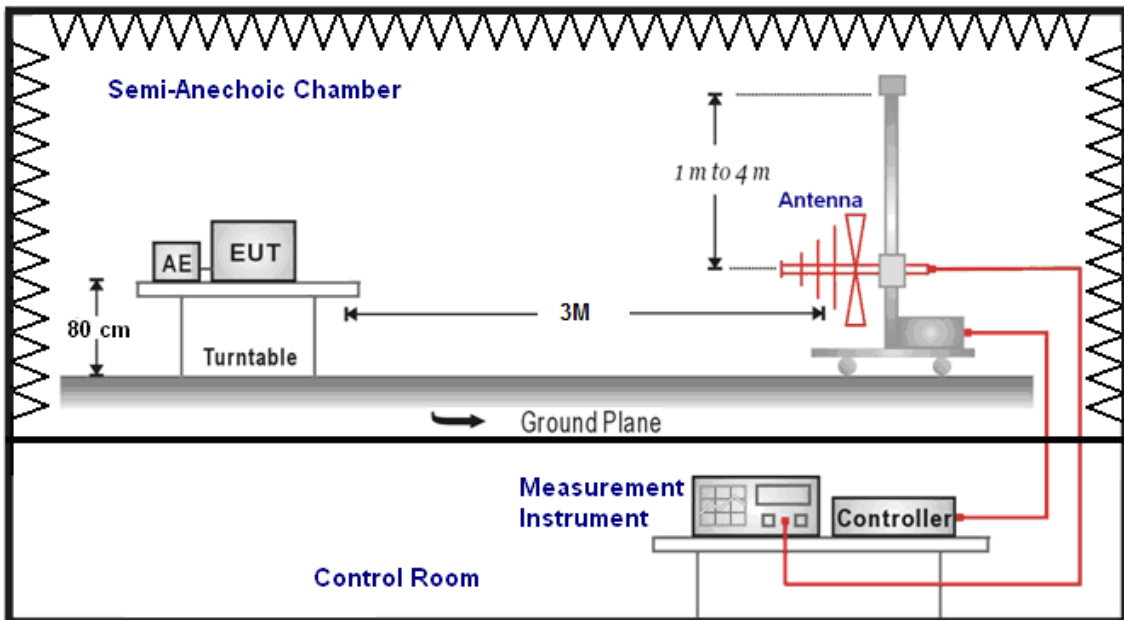 Semi-Anechoic Chamber
1 m to 4 m
Antenna
AE
EUT
80 cm
3M
Turntable
Ground Plane
Measurement
Instrument
Controller
Control Room